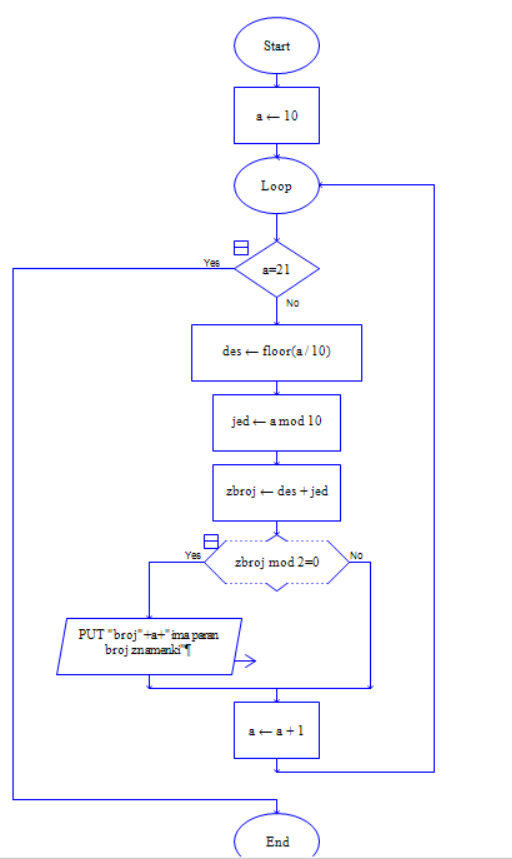 Start
a ← 10
Loop
Yes
a=21
No
des ← floor(a / 10)
jed ← a mod 10
zbroj ← des + jed
Yes
zbroj mod 2=0
No
PUT "broj"+a+"ima paran
broj znamenki"¶
a ← a + 1
End